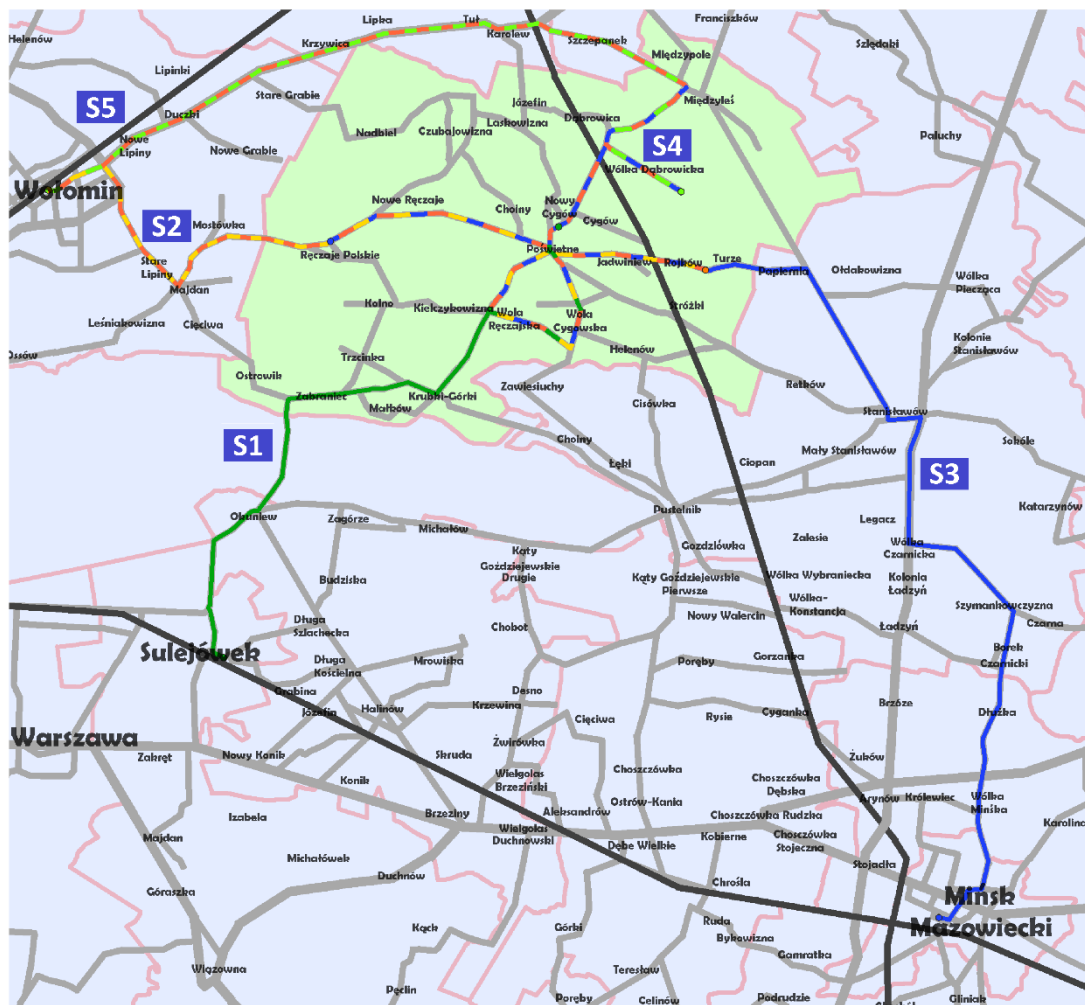 Franciszków
Lipka
Tuł
Karolew
Helenów
Krzywica
Szczepanek
Szlędaki
Międzypole
Lipinki
Stare Grabie
S5
Duczki
Józefin
Międzyleś
Dąbrowica
Laskowizna
Nadbiel
Czubajowizna
Nowe
Lipiny
Nowe Grabie
S4
Pałuchy
Wólka Dąbrowicka
Wołomin
Nowe Ręczaje
Choiny
Nowy
Cygów
Cygów
S2
Mostówka
Stare
Lipiny
Ręczaje Polskie
Poświętne
Jadwiniew
Rojków
Turze
Papiernia
Ołdakowizna
Wólka
Pieczęca
Majdan
Leśniakowizna
Cięciwa
Kolno
Kielczykowizna
Wola
Ręczajska
Wola
Cygowska
Stróżki
Kolonie
Stanisławów
Ossów
Trzcinka
Helenów
Ostrowik
Zawiesiuchy
Retków
Zabraniec
Małków
Krubki-Górki
Cisówka
Stanisławów
S1
Choiny
Łęki
Ciopan
Mały Stanisławów
Sokóle
S3
Katarzynów
Okuniew
Zagórze
Michałów
Pustelnik
Legacz
Kąty
Goździejewskie
Drugie
Gozdzlówka
Zalesie
Wólka
Czarnicka
Budziska
Kąty Goździejewskie
Pierwsze
Wólka Wybraniecka
Kolonia
Ładzyń
Wólka-
Konstancja
Nowy Walercin
Szymankowczyzna
Czarna
Długa
Szlachecka
Chobot
Ładzyń
Sulejówek
Długa
Kościelna
Mrowiska
Poręby
Gorzanka
Borek
Czarnicki
Grabina
Józefin
Halinów
Desno
Krzewina
Cięciwa
Rysie
Cyganka
Brzóze
Dłużka
Warszawa
Zakręt
Nowy Konik
Skruda
Żwirówka
Żuków
Konik
Wielgolas
Brzeziński
Choszczówka
Choszczówka
Dębska
Arynów
Królewiec
Wólka
Mińska
Izabela
Brzeziny
Aleksandrów
Ostrów-Kania
Choszczówka Rudzka
Karolina
Majdan
Wielgolas
Duchnowski
Dębe Wielkie
Kobierne
Choszczówka
Stojeczna
Stojadła
Michałówek
Duchnów
Góraszka
Chrośla
Mińsk
Mazowiecki
Kąck
Górki
Ruda
Bykowizna
Gamratka
Wiązowna
Teresław
Pęclin
Poręby
Celinów
Podrudzie
Gliniak